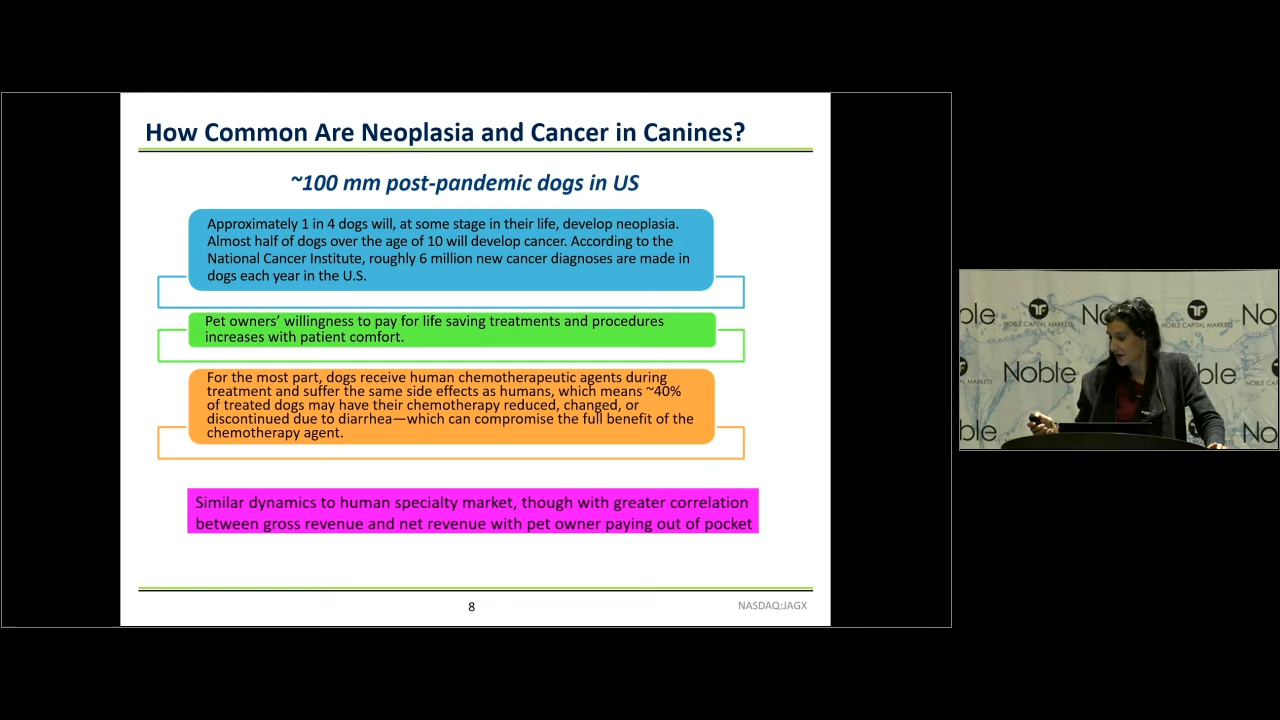 How Common Are Neoplasia and Cancer in Canines?
~100 mm post-pandemic dogs in US
Approximately 1 in 4 dogs will, at some stage in their life, develop neoplasia.
Almost half of dogs over the age of 10 will develop cancer. According to the
National Cancer Institute, roughly 6 million new cancer diagnoses are made in
dogs each year in the U.S.
Pet owners’ willingness to pay for life saving treatments and procedures
increases with patient comfort.
For the most part, dogs receive human chemotherapeutic agents during
treatment and suffer the same side effects as humans, which means ~40%
of treated dogs may have their chemotherapy reduced, changed, or
discontinued due to diarrhea—which can compromise the full benefit of the
chemotherapy agent.
Similar dynamics to human specialty market, though with greater correlation
between gross revenue and net revenue with pet owner paying out of pocket
8
NASDAQ:JAGX
oble
NOBLE CAPITAL MARKETS
No
NOBLE CAPITAL MARKETS
No
Noble
oble
oble
No